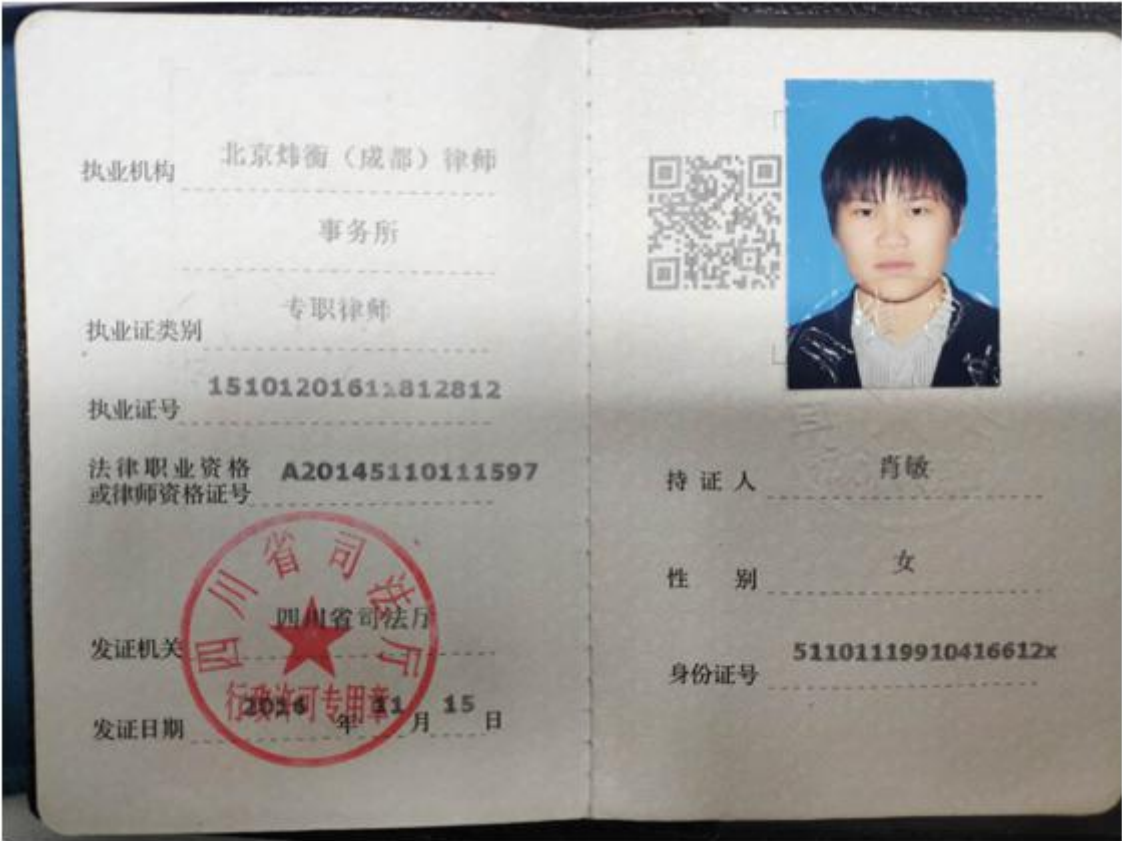 执业机构 北京炜衡（成都）律师
事务所
执业证类别 专职律师
执业证号 15101201611812812
法律职业资格
或律师资格证号 A20145110111597
四川省司法厅
发证机关 四川省司法厅
行政许可专用章
发证日期 2016 年 11 月 15 日
持证人 肖敏
性别 女
身份证号 51101119910416612x